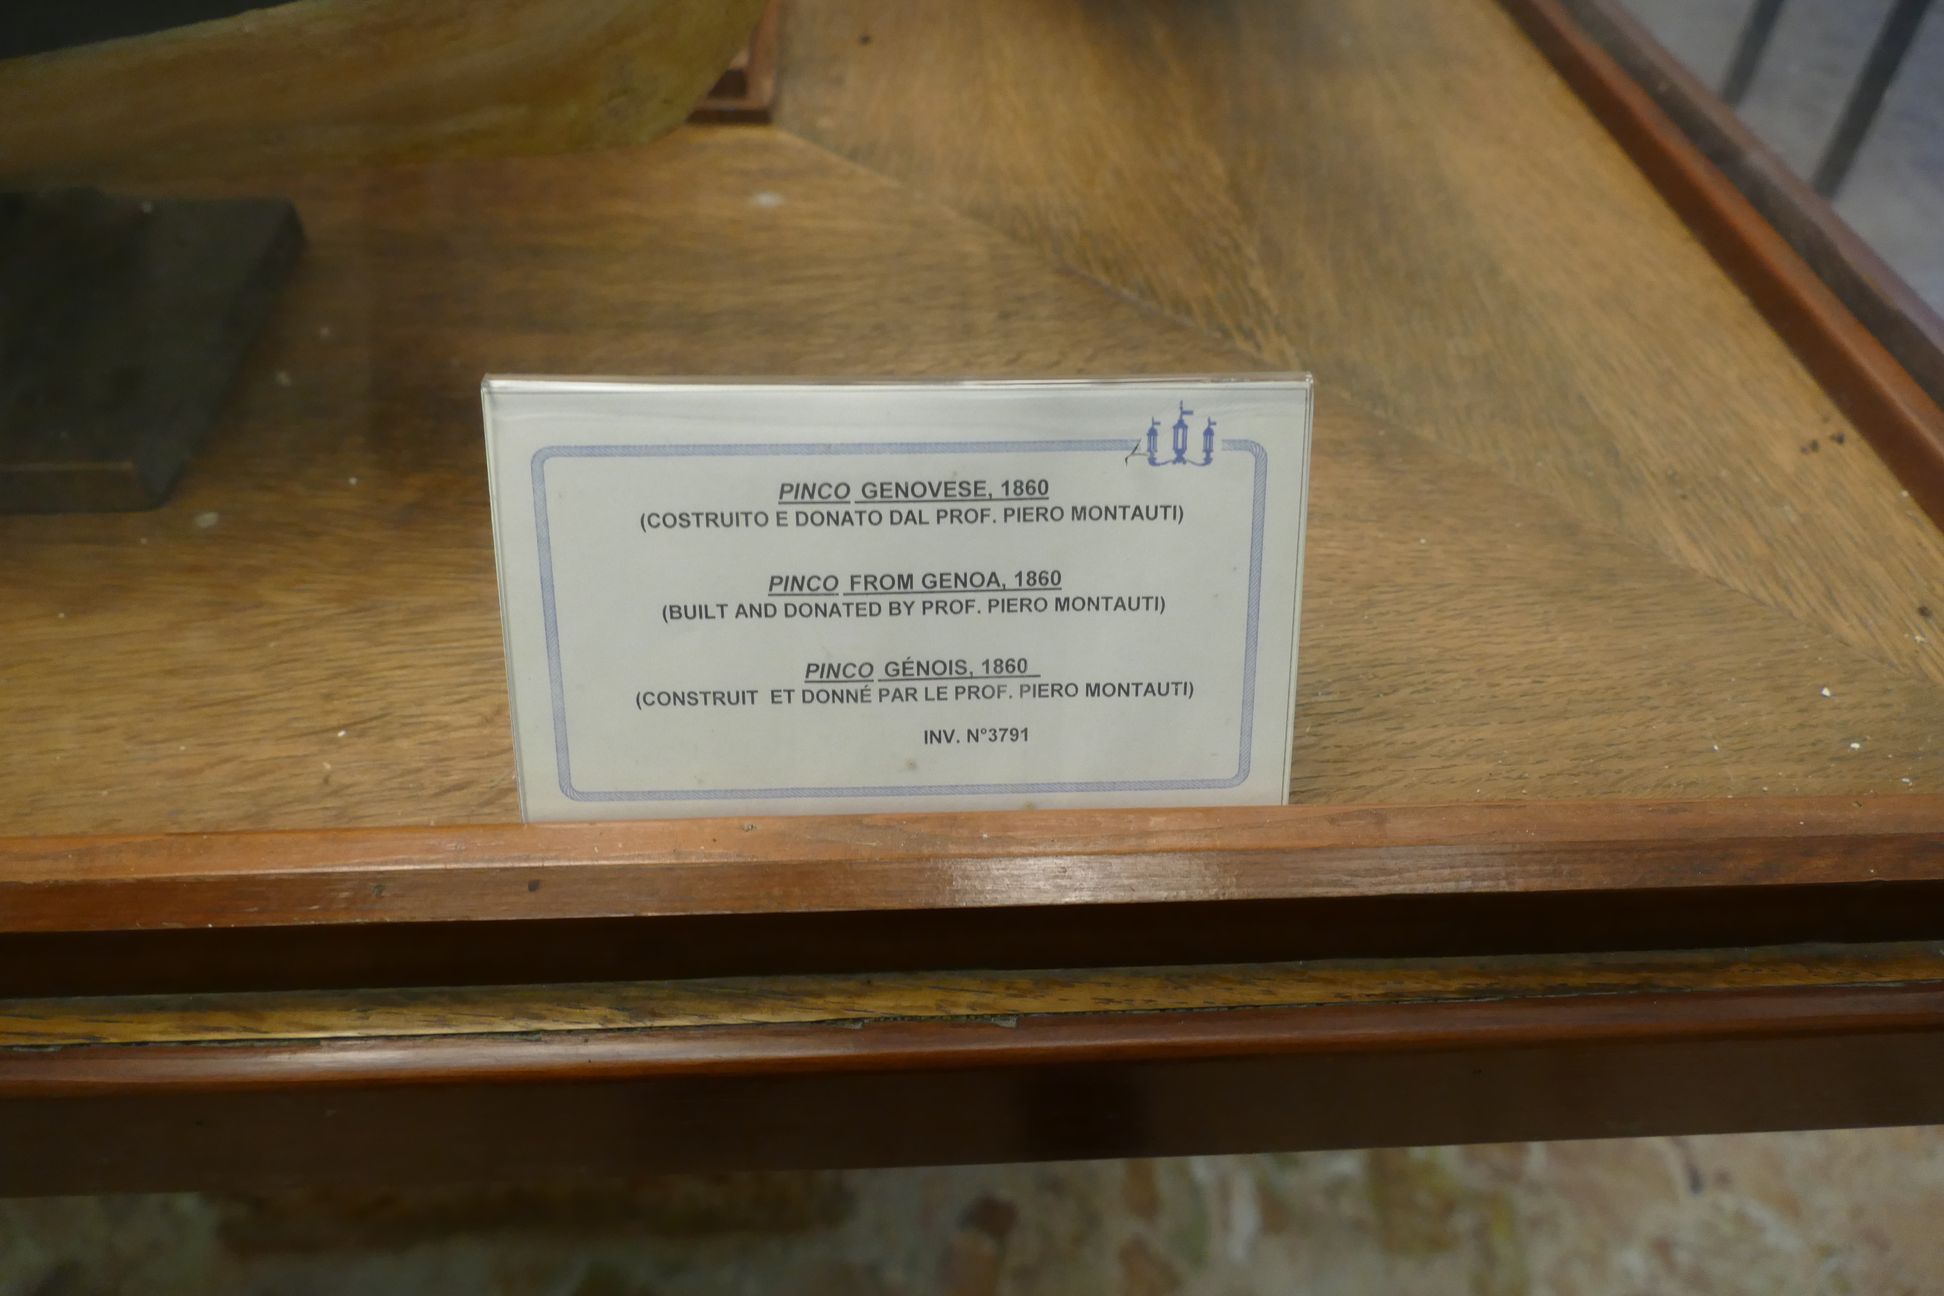 PINCO GENOVESE, 1860
(COSTRUITO E DONATO DAL PROF. PIERO MONTAUTI)
PINCO FROM GENOA, 1860
(BUILT AND DONATED BY PROF. PIERO MONTAUTI)
PINCO GÉNOIS, 1860
(CONSTRUIT ET DONNÉ PAR LE PROF. PIERO MONTAUTI)
INV. N°3791